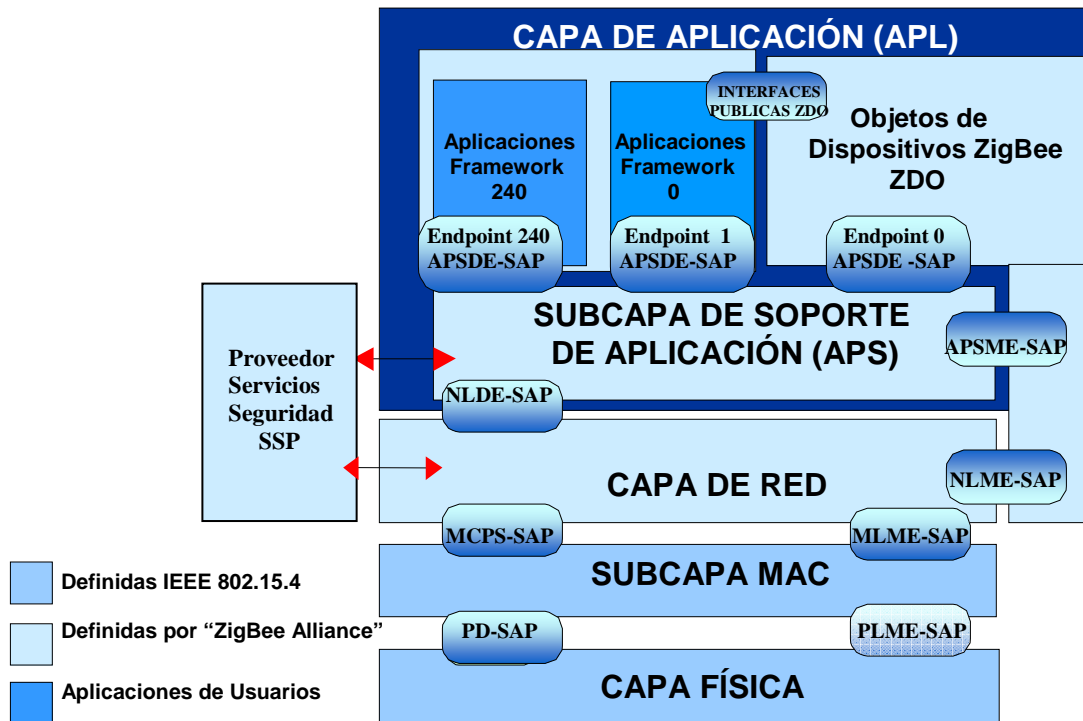 CAPA DE APLICACIÓN (APL)
INTERFACES
PUBLICAS ZDO
Aplicaciones
Framework
240
Aplicaciones
Framework
0
Objetos de
Dispositivos ZigBee
ZDO
Endpoint 240
APSDE-SAP
Endpoint 1
APSDE-SAP
Endpoint 0
APSDE -SAP
SUBCAPA DE SOPORTE
DE APLICACIÓN (APS)
APSME-SAP
Proveedor
Servicios
Seguridad
SSP
NLDE-SAP
CAPA DE RED
NLME-SAP
MCPS-SAP
MLME-SAP
SUBCAPA MAC
PD-SAP
PLME-SAP
CAPA FÍSICA
Definidas IEEE 802.15.4
Definidas por “ZigBee Alliance”
Aplicaciones de Usuarios